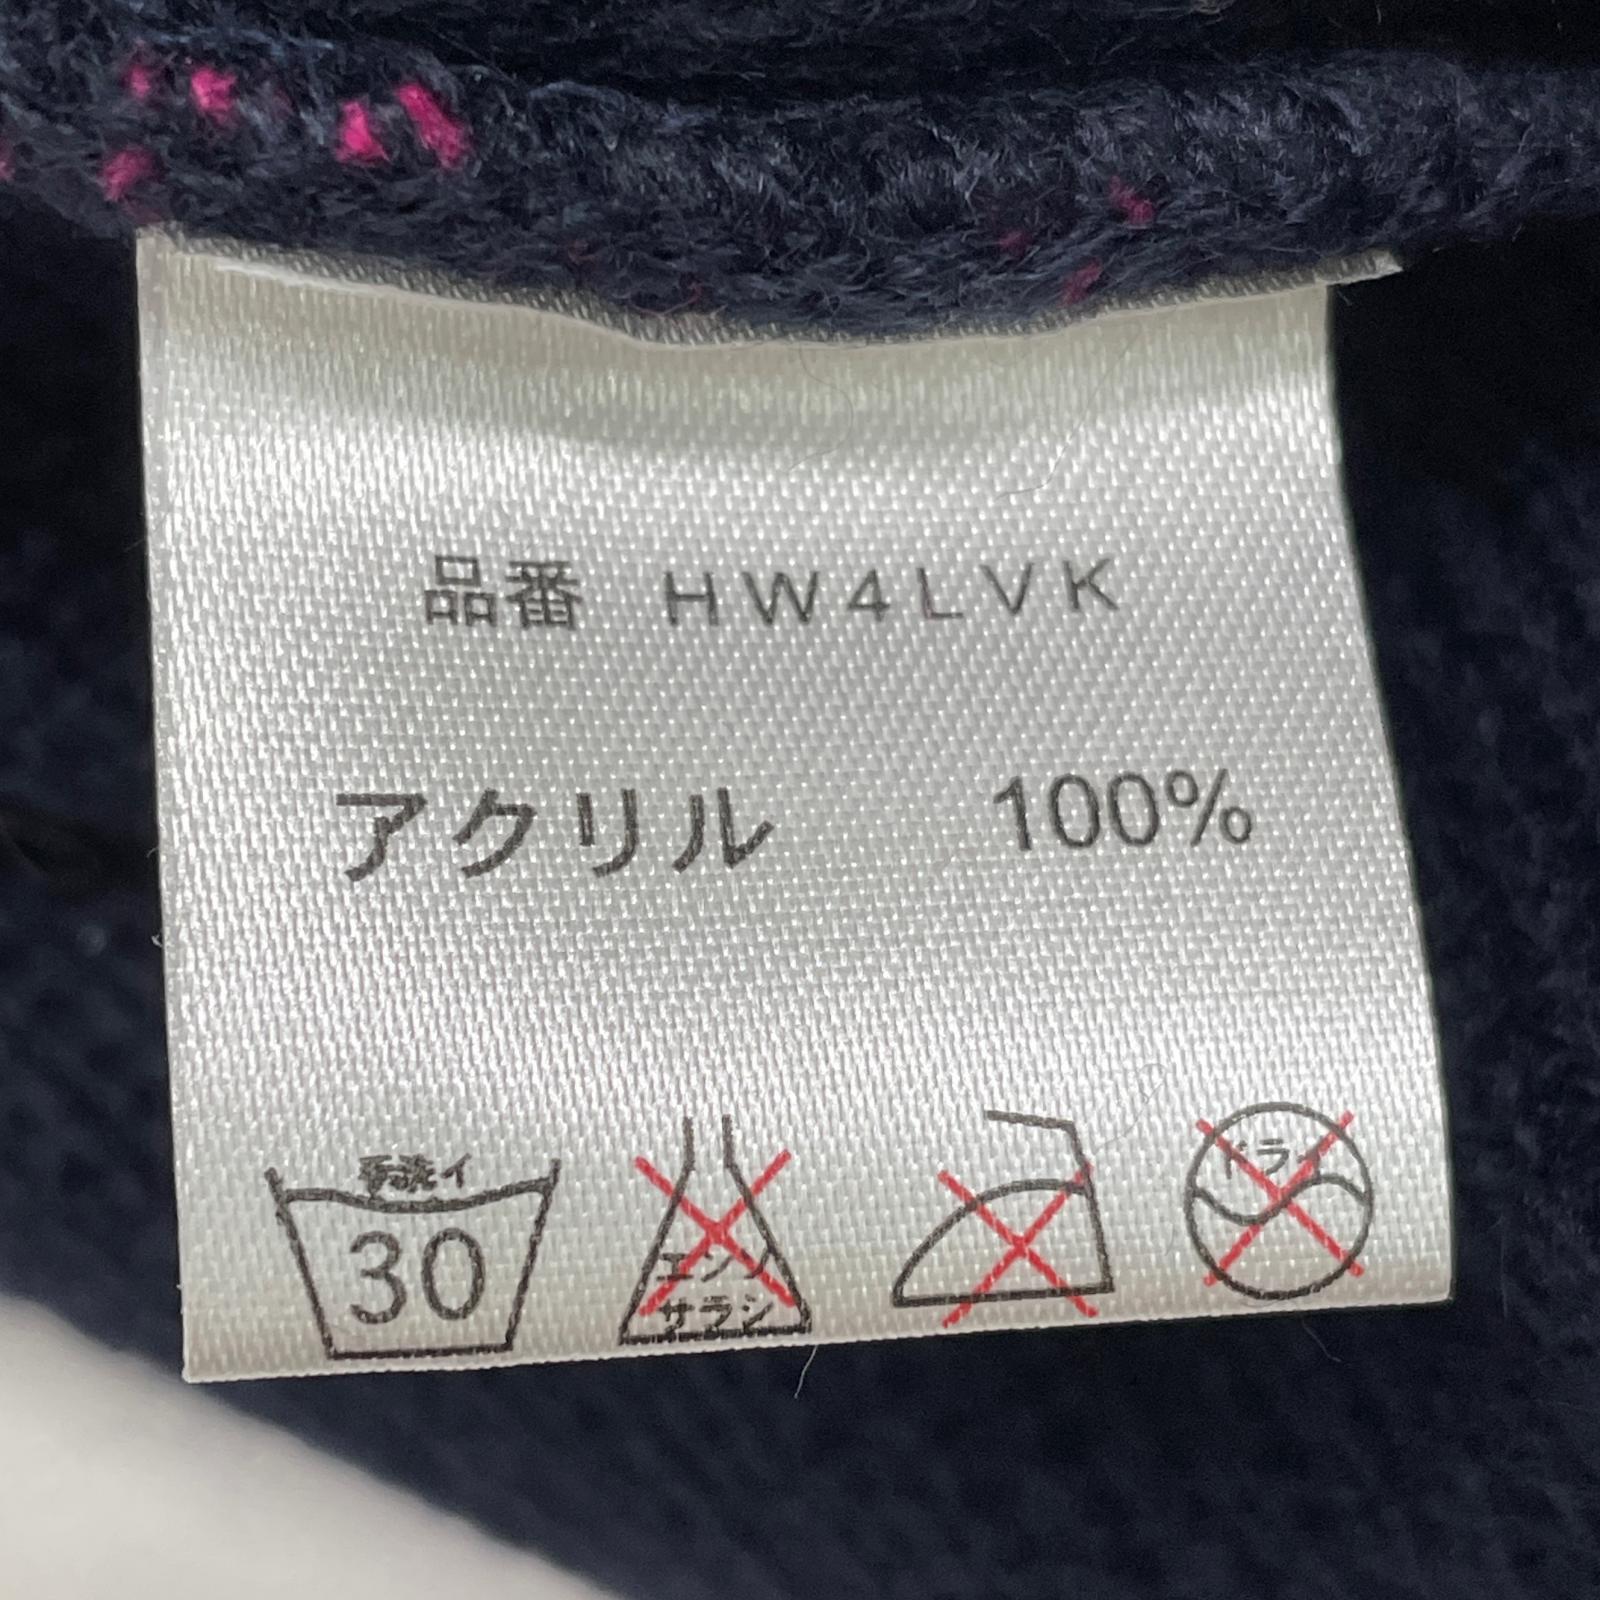 品番 HW4LVK
アクリル 100%
手洗イ
30
エンソ
サラシ
ドライ